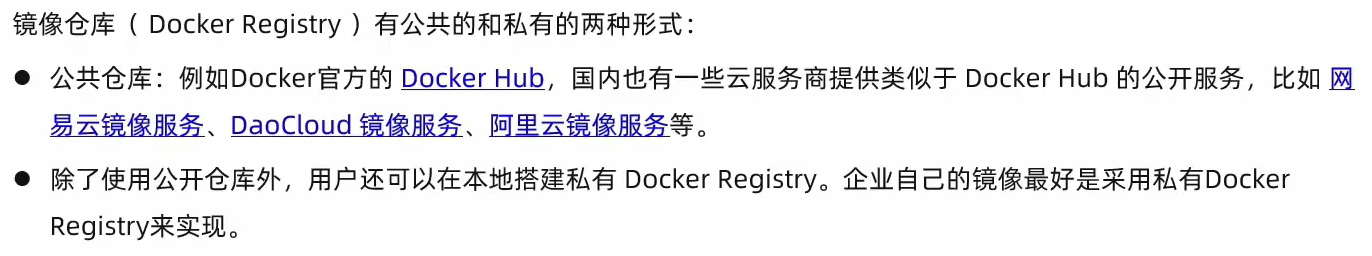 镜像仓库（ Docker Registry ）有公共的和私有的两种形式：
● 公共仓库：例如Docker官方的 Docker Hub，国内也有一些云服务商提供类似于 Docker Hub 的公开服务，比如 网
易云镜像服务、DaoCloud 镜像服务、阿里云镜像服务等。
● 除了使用公开仓库外，用户还可以在本地搭建私有 Docker Registry。企业自己的镜像最好是采用私有Docker
Registry来实现。